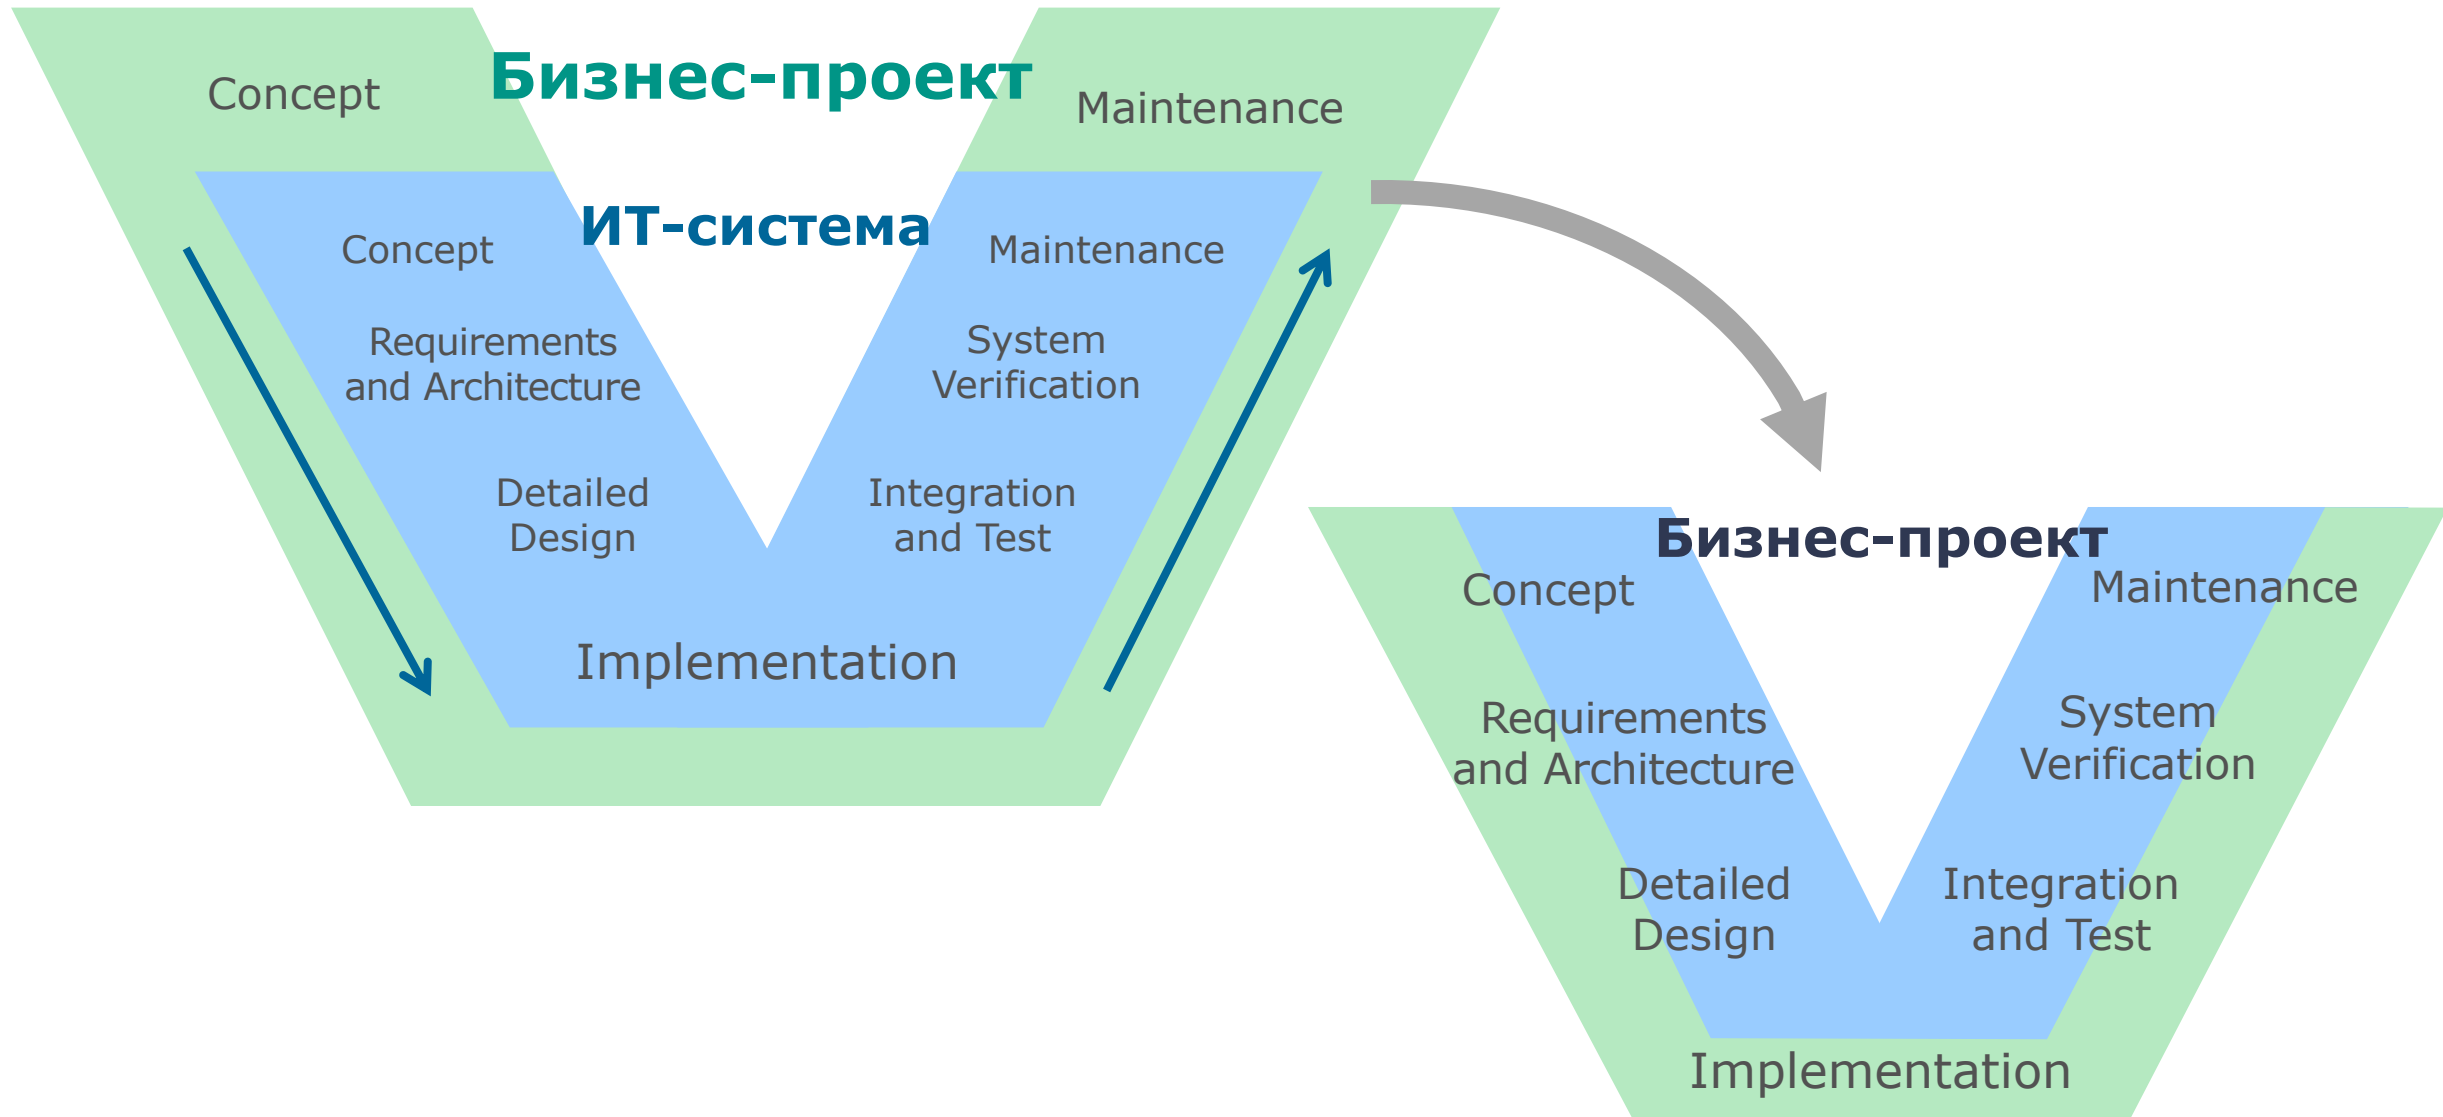 Бизнес-проект
Concept
Maintenance
ИТ-система
Concept
Maintenance
Requirements
and Architecture
System
Verification
Detailed
Design
Integration
and Test
Implementation
Бизнес-проект
Concept
Maintenance
Requirements
and Architecture
System
Verification
Detailed
Design
Integration
and Test
Implementation